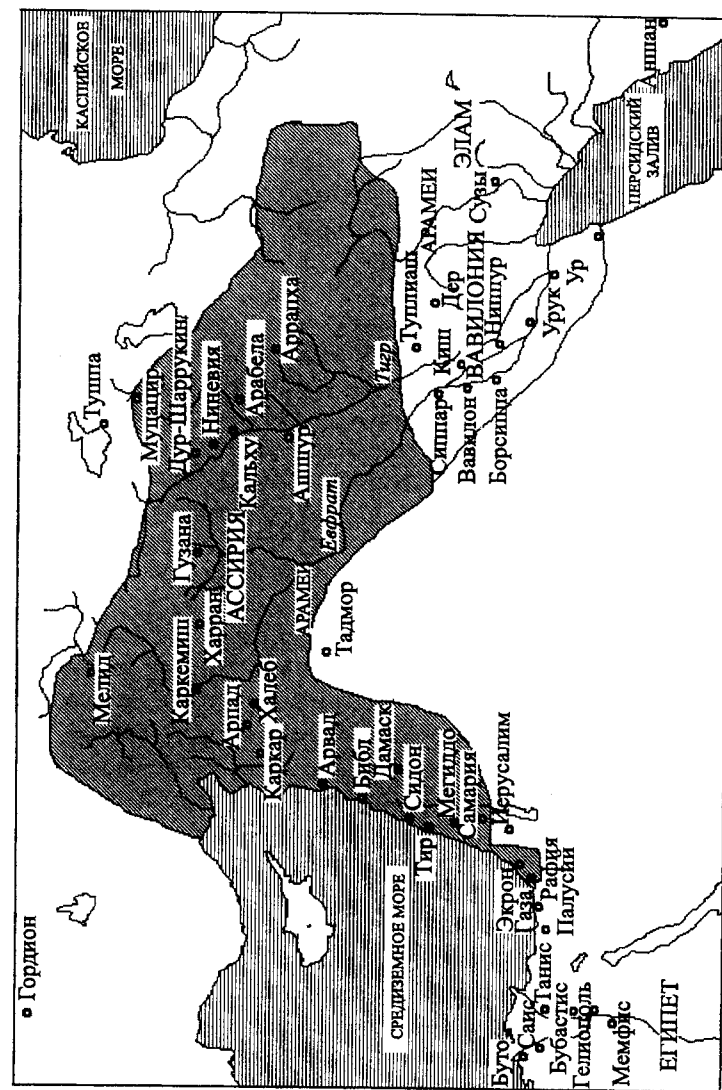 Гордион
КАСПИЙСКОЕ
МОРЕ
Тушпа
Мелид
Муцацир
Дур-Шаррукин
Ниневия
Гузана
Каркемиш
Харран
АССИРИЯ
Кальху
Арабела
Аррапха
Арпад
Халеб
Каркар
Ашшур
АРАМЕИ
Евфрат
Тигр
Тадмор
Арвад
Библ
Дамаск
Сидон
Тир
Мегиддо
Самария
Иерусалим
СРЕДИЗЕМНОЕ МОРЕ
Экрон
Газа
Рафия
Палусий
Танис
Буто
Саис
Бубастис
Гелиополь
Мемфис
ЕГИПЕТ
Туплиаш
АРАМЕИ
Дер
ЭЛАМ
Сиппар
Киш
Вавилон
ВАВИЛОНИЯ
Сузы
Борсиппа
Ниппур
Урук
Ур
ПЕРСИДСКИЙ
ЗАЛИВ
Аншан